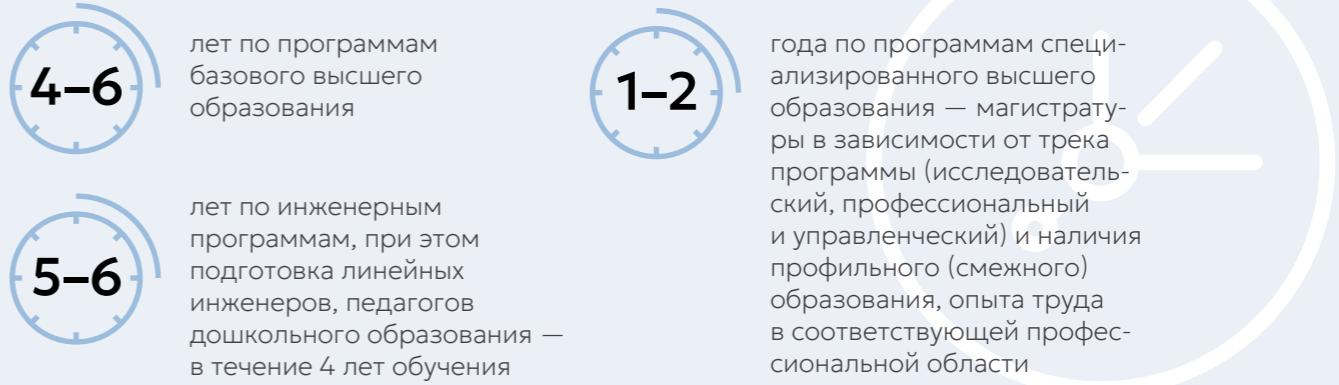 4–6
лет по программам
базового высшего
образования
5–6
лет по инженерным
программам, при этом
подготовка линейных
инженеров, педагогов
дошкольного образования —
в течение 4 лет обучения
1–2
года по программам специ-
ализированного высшего
образования — магистрату-
ры в зависимости от трека
программы (исследователь-
ский, профессиональный
и управленческий) и наличия
профильного (смежного)
образования, опыта труда
в соответствующей профес-
сиональной области